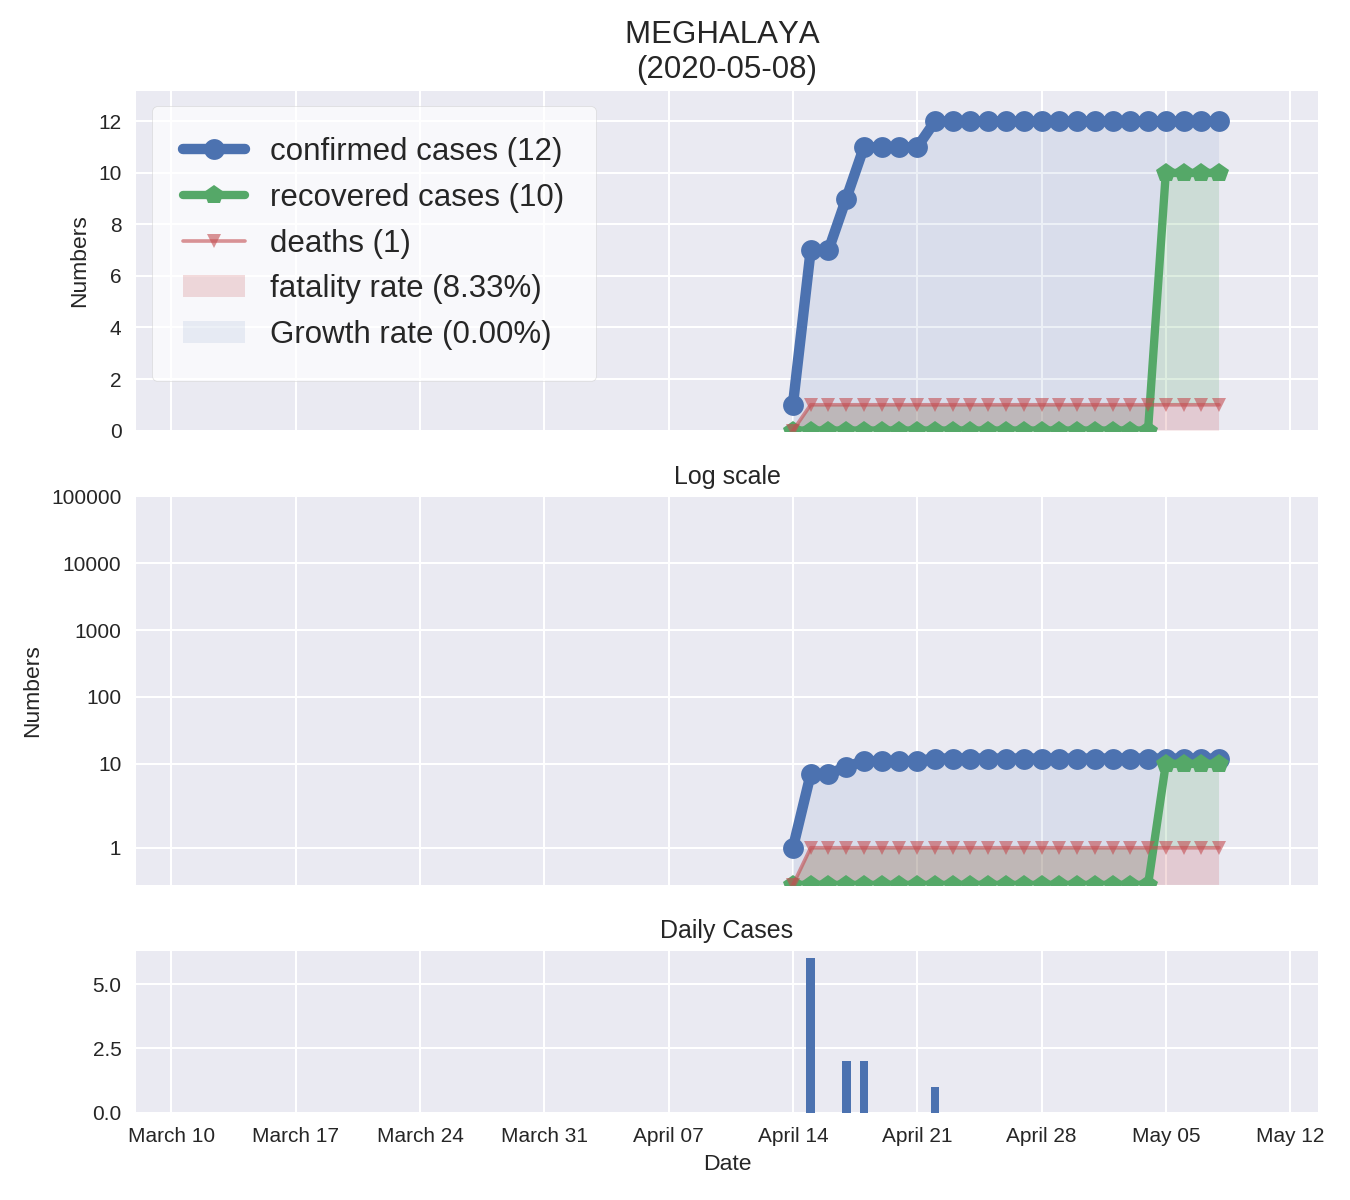 MEGHALAYA
(2020-05-08)
12
10
8
6
4
2
0
Numbers
confirmed cases (12)
recovered cases (10)
deaths (1)
fatality rate (8.33%)
Growth rate (0.00%)
Log scale
100000
10000
1000
100
10
1
Numbers
Daily Cases
5.0
2.5
0.0
March 10 March 17 March 24 March 31 April 07 April 14 April 21 April 28 May 05 May 12
Date